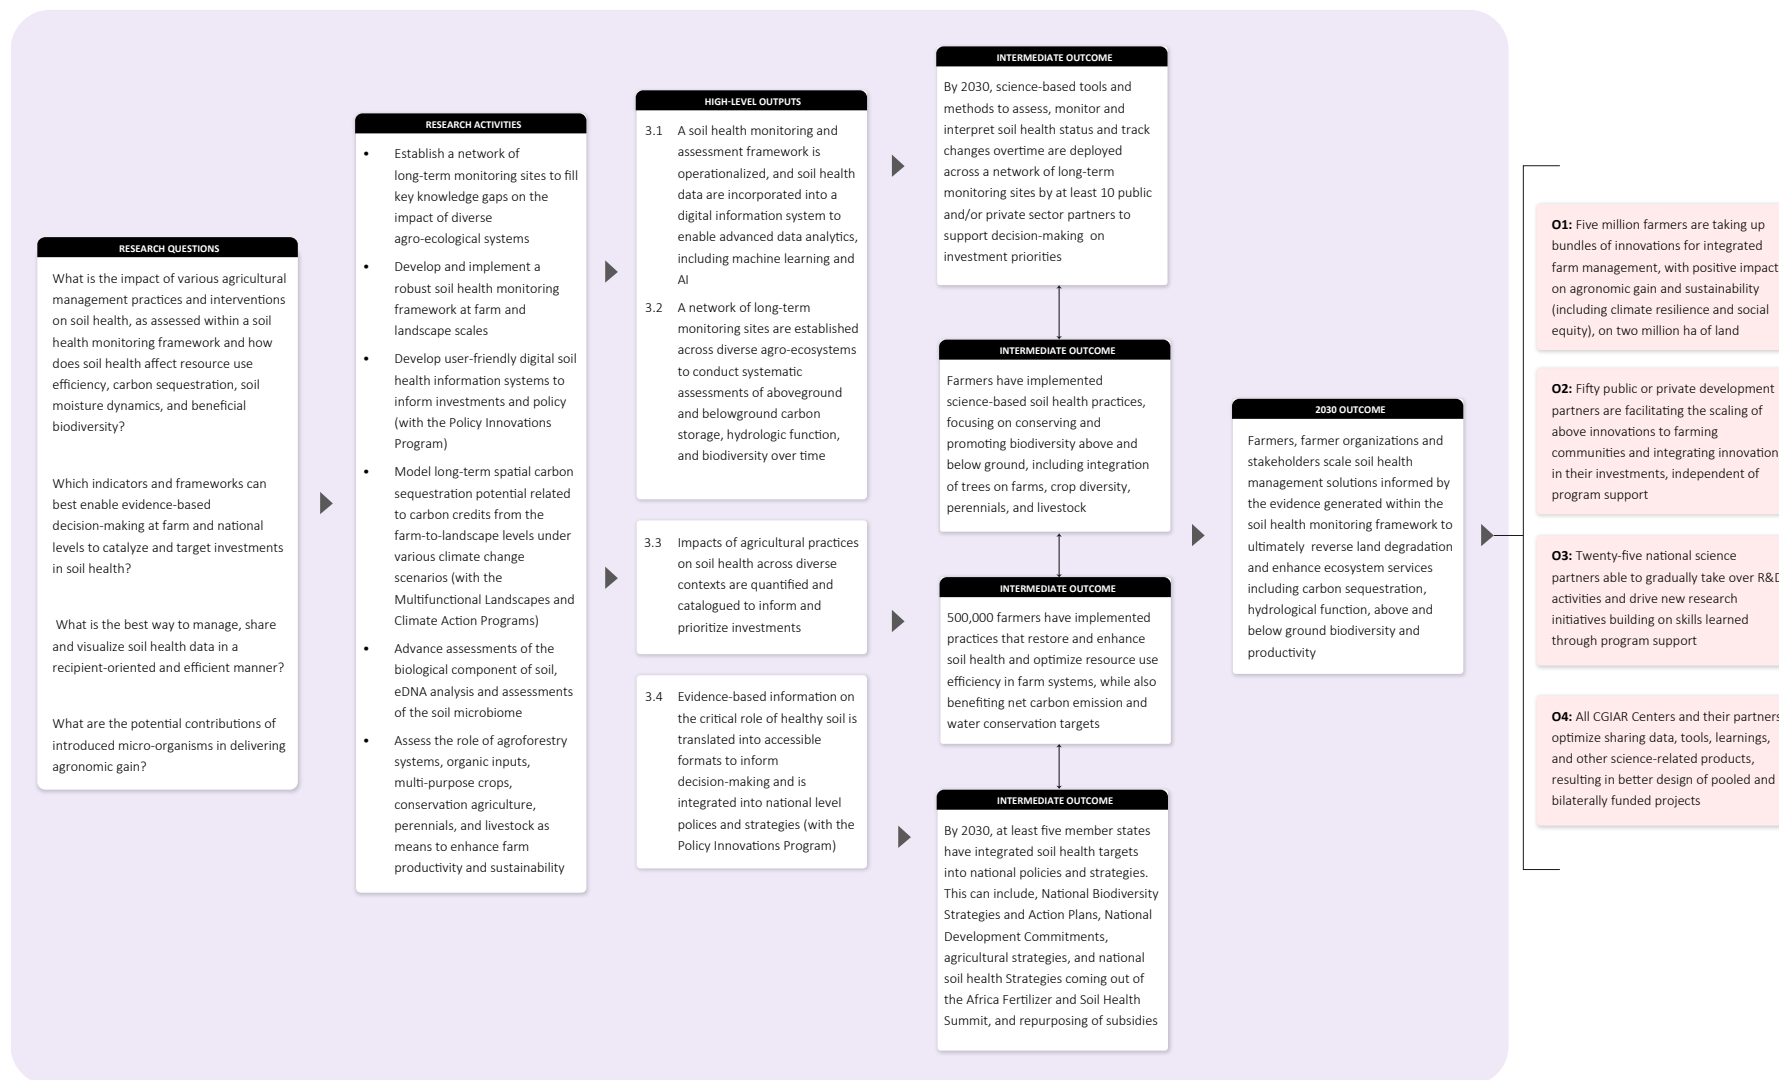 RESEARCH QUESTIONS
What is the impact of various agricultural
management practices and interventions
on soil health, as assessed within a soil
health monitoring framework and how
does soil health affect resource use
efficiency, carbon sequestration, soil
moisture dynamics, and beneficial
biodiversity?
Which indicators and frameworks can
best enable evidence-based
decision-making at farm and national
levels to catalyze and target investments
in soil health?
What is the best way to manage, share
and visualize soil health data in a
recipient-oriented and efficient manner?
What are the potential contributions of
introduced micro-organisms in delivering
agronomic gain?
RESEARCH ACTIVITIES
• Establish a network of
long-term monitoring sites to fill
key knowledge gaps on the
impact of diverse
agro-ecological systems
• Develop and implement a
robust soil health monitoring
framework at farm and
landscape scales
• Develop user-friendly digital soil
health information systems to
inform investments and policy
(with the Policy Innovations
Program)
• Model long-term spatial carbon
sequestration potential related
to carbon credits from the
farm-to-landscape levels under
various climate change
scenarios (with the
Multifunctional Landscapes and
Climate Action Programs)
• Advance assessments of the
biological component of soil,
eDNA analysis and assessments
of the soil microbiome
• Assess the role of agroforestry
systems, organic inputs,
multi-purpose crops,
conservation agriculture,
perennials, and livestock as
means to enhance farm
productivity and sustainability
HIGH-LEVEL OUTPUTS
3.1 A soil health monitoring and
assessment framework is
operationalized, and soil health
data are incorporated into a
digital information system to
enable advanced data analytics,
including machine learning and
AI
3.2 A network of long-term
monitoring sites are established
across diverse agro-ecosystems
to conduct systematic
assessments of aboveground
and belowground carbon
storage, hydrologic function,
and biodiversity over time
3.3 Impacts of agricultural practices
on soil health across diverse
contexts are quantified and
catalogued to inform and
prioritize investments
3.4 Evidence-based information on
the critical role of healthy soil is
translated into accessible
formats to inform
decision-making and is
integrated into national level
polices and strategies (with the
Policy Innovations Program)
INTERMEDIATE OUTCOME
By 2030, science-based tools and
methods to assess, monitor and
interpret soil health status and track
changes overtime are deployed
across a network of long-term
monitoring sites by at least 10 public
and/or private sector partners to
support decision-making on
investment priorities
INTERMEDIATE OUTCOME
Farmers have implemented
science-based soil health practices,
focusing on conserving and
promoting biodiversity above and
below ground, including integration
of trees on farms, crop diversity,
perennials, and livestock
INTERMEDIATE OUTCOME
500,000 farmers have implemented
practices that restore and enhance
soil health and optimize resource use
efficiency in farm systems, while also
benefiting net carbon emission and
water conservation targets
INTERMEDIATE OUTCOME
By 2030, at least five member states
have integrated soil health targets
into national policies and strategies.
This can include, National Biodiversity
Strategies and Action Plans, National
Development Commitments,
agricultural strategies, and national
soil health Strategies coming out of
the Africa Fertilizer and Soil Health
Summit, and repurposing of subsidies
2030 OUTCOME
Farmers, farmer organizations and
stakeholders scale soil health
management solutions informed by
the evidence generated within the
soil health monitoring framework to
ultimately reverse land degradation
and enhance ecosystem services
including carbon sequestration,
hydrological function, above and
below ground biodiversity and
productivity
O1: Five million farmers are taking up
bundles of innovations for integrated
farm management, with positive impact
on agronomic gain and sustainability
(including climate resilience and social
equity), on two million ha of land
O2: Fifty public or private development
partners are facilitating the scaling of
above innovations to farming
communities and integrating innovation
in their investments, independent of
program support
O3: Twenty-five national science
partners able to gradually take over R&D
activities and drive new research
initiatives building on skills learned
through program support
O4: All CGIAR Centers and their partners
optimize sharing data, tools, learnings,
and other science-related products,
resulting in better design of pooled and
bilaterally funded projects